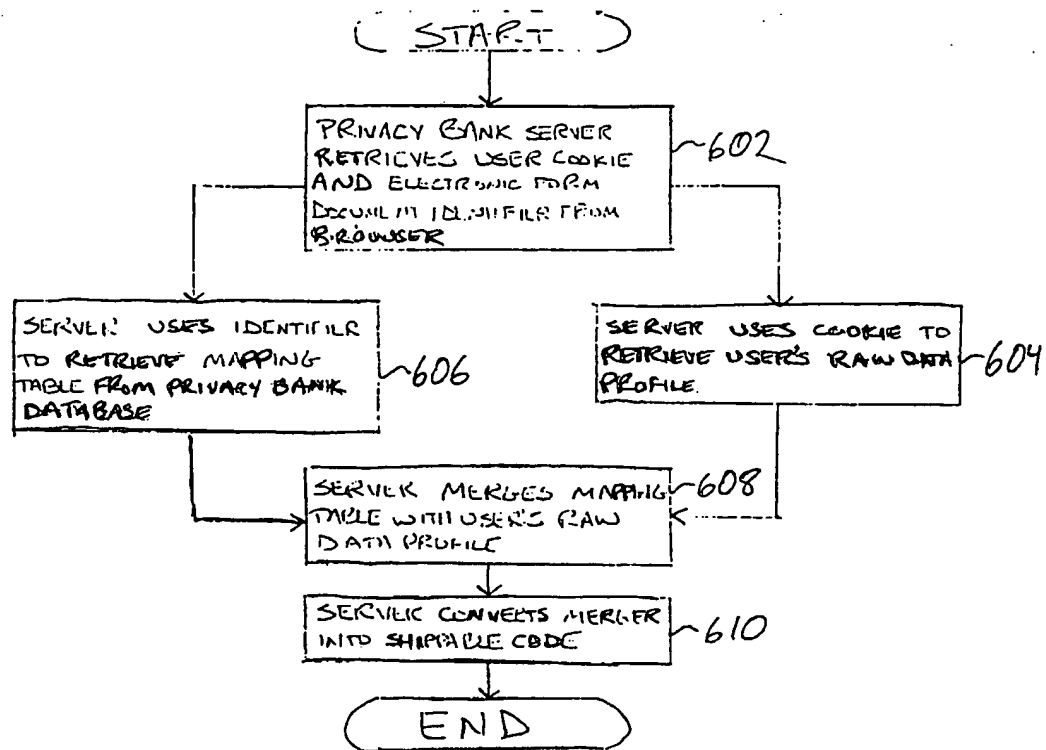 START
PRIVACY BANK SERVER
RETRIEVES USER COOKIE
AND ELECTRONIC FORM
DOCUMENT IDENTIFIER FROM
BROWSER
602
SERVER USES IDENTIFIER
TO RETRIEVE MAPPING
TABLE FROM PRIVACY BANK
DATABASE
606
SERVER USES COOKIE TO
RETRIEVE USER'S RAW DATA
PROFILE.
604
SERVER MERGES MAPPING
TABLE WITH USER'S RAW
DATA PROFILE
608
SERVER CONVERTS MERGER
INTO SHIPPABLE CODE
610
END